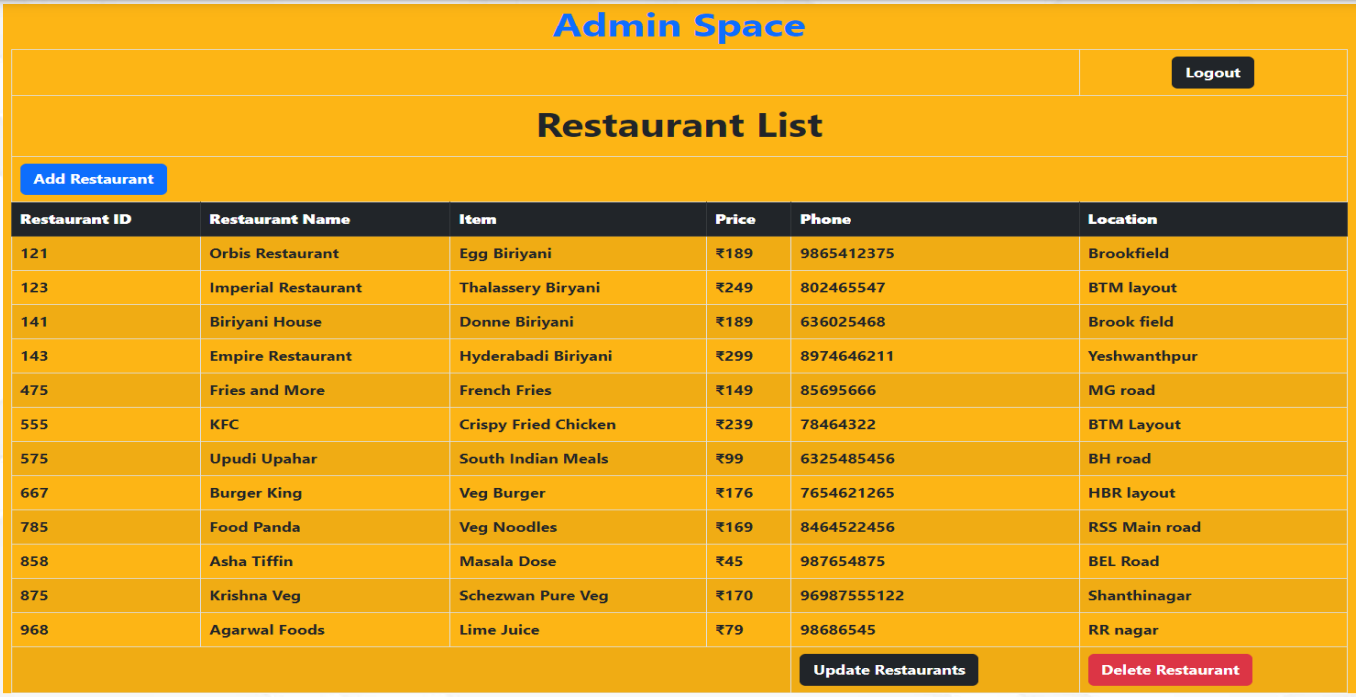 Admin Space
Logout
Restaurant List
Add Restaurant
Restaurant ID Restaurant Name Item Price Phone Location
121 Orbis Restaurant Egg Biriyani ₹189 9865412375 Brookfield
123 Imperial Restaurant Thalassery Biryani ₹249 802465547 BTM layout
141 Biriyani House Donne Biriyani ₹189 636025468 Brook field
143 Empire Restaurant Hyderabadi Biriyani ₹299 8974646211 Yeshwanthpur
475 Fries and More French Fries ₹149 85695666 MG road
555 KFC Crispy Fried Chicken ₹239 78464322 BTM Layout
575 Upudi Upahar South Indian Meals ₹99 6325485456 BH road
667 Burger King Veg Burger ₹176 7654621265 HBR layout
785 Food Panda Veg Noodles ₹169 8464522456 RSS Main road
858 Asha Tiffin Masala Dose ₹45 987654875 BEL Road
875 Krishna Veg Schezwan Pure Veg ₹170 96987555122 Shanthinagar
968 Agarwal Foods Lime Juice ₹79 98686545 RR nagar
Update Restaurants Delete Restaurant